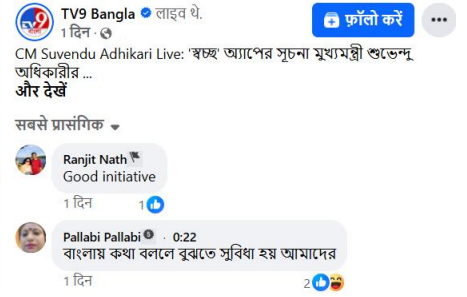 TV9 Bangla लाइव थे.
1 दिन ·
फ़ॉलो करें
CM Suvendu Adhikari Live: 'স্বচ্ছ' অ্যাপের সূচনা মুখ্যমন্ত্রী শুভেন্দু
অধিকারীর ...
और देखें
सबसे प्रासंगिक
Ranjit Nath
Good initiative
1 दिन 1
Pallabi Pallabi · 0:22
বাংলায় কথা বললে বুঝতে সুবিধা হয় আমাদের
1 दिन 2